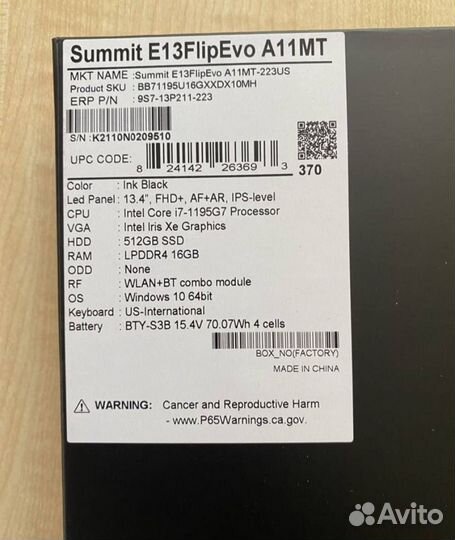 Summit E13FlipEvo A11MT
MKT NAME :Summit E13FlipEvo A11MT-223US
Product SKU : BB71195U16GXXDX10MH
ERP P/N : 9S7-13P211-223
S/N:K2110N0209510
UPC CODE: 8 24142 26369 3
370
Color : Ink Black
Led Panel : 13.4", FHD+, AF+AR, IPS-level
CPU : Intel Core i7-1195G7 Processor
VGA : Intel Iris Xe Graphics
HDD : 512GB SSD
RAM : LPDDR4 16GB
ODD : None
RF : WLAN+BT combo module
OS : Windows 10 64bit
Keyboard : US-International
Battery : BTY-S3B 15.4V 70.07Wh 4 cells
BOX_NO(FACTORY)
MADE IN CHINA
WARNING: Cancer and Reproductive Harm
- www.P65Warnings.ca.gov.
Avito